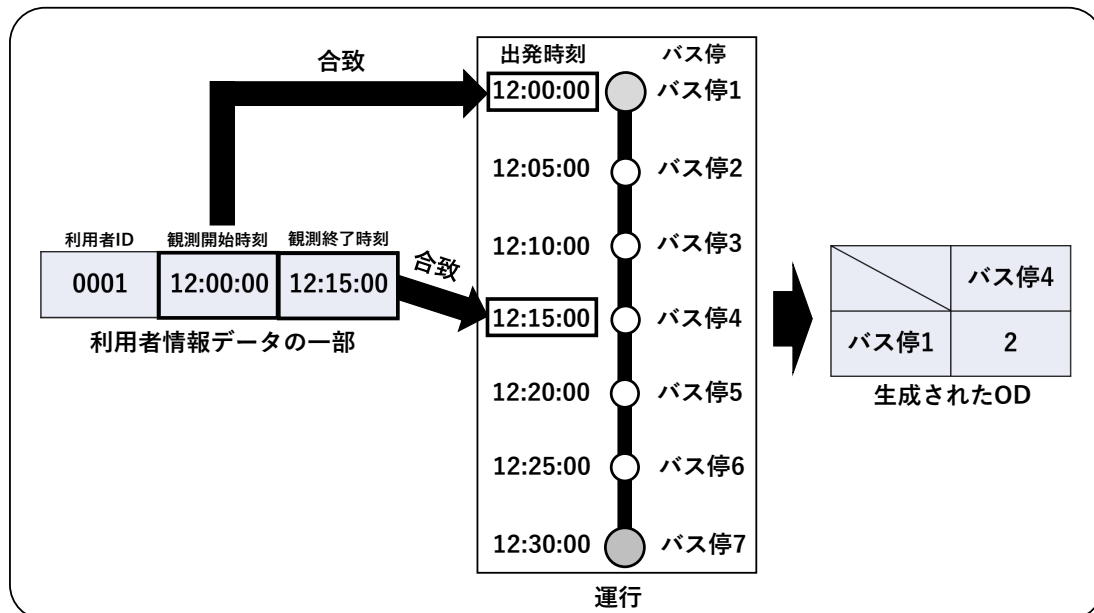 合致
出発時刻 バス停
12:00:00 バス停1
12:05:00 バス停2
12:10:00 バス停3
12:15:00 バス停4
12:20:00 バス停5
12:25:00 バス停6
12:30:00 バス停7
運行
利用者ID 観測開始時刻 観測終了時刻
0001 12:00:00 12:15:00
利用者情報データの一部
合致
バス停4
バス停1 2
生成されたOD